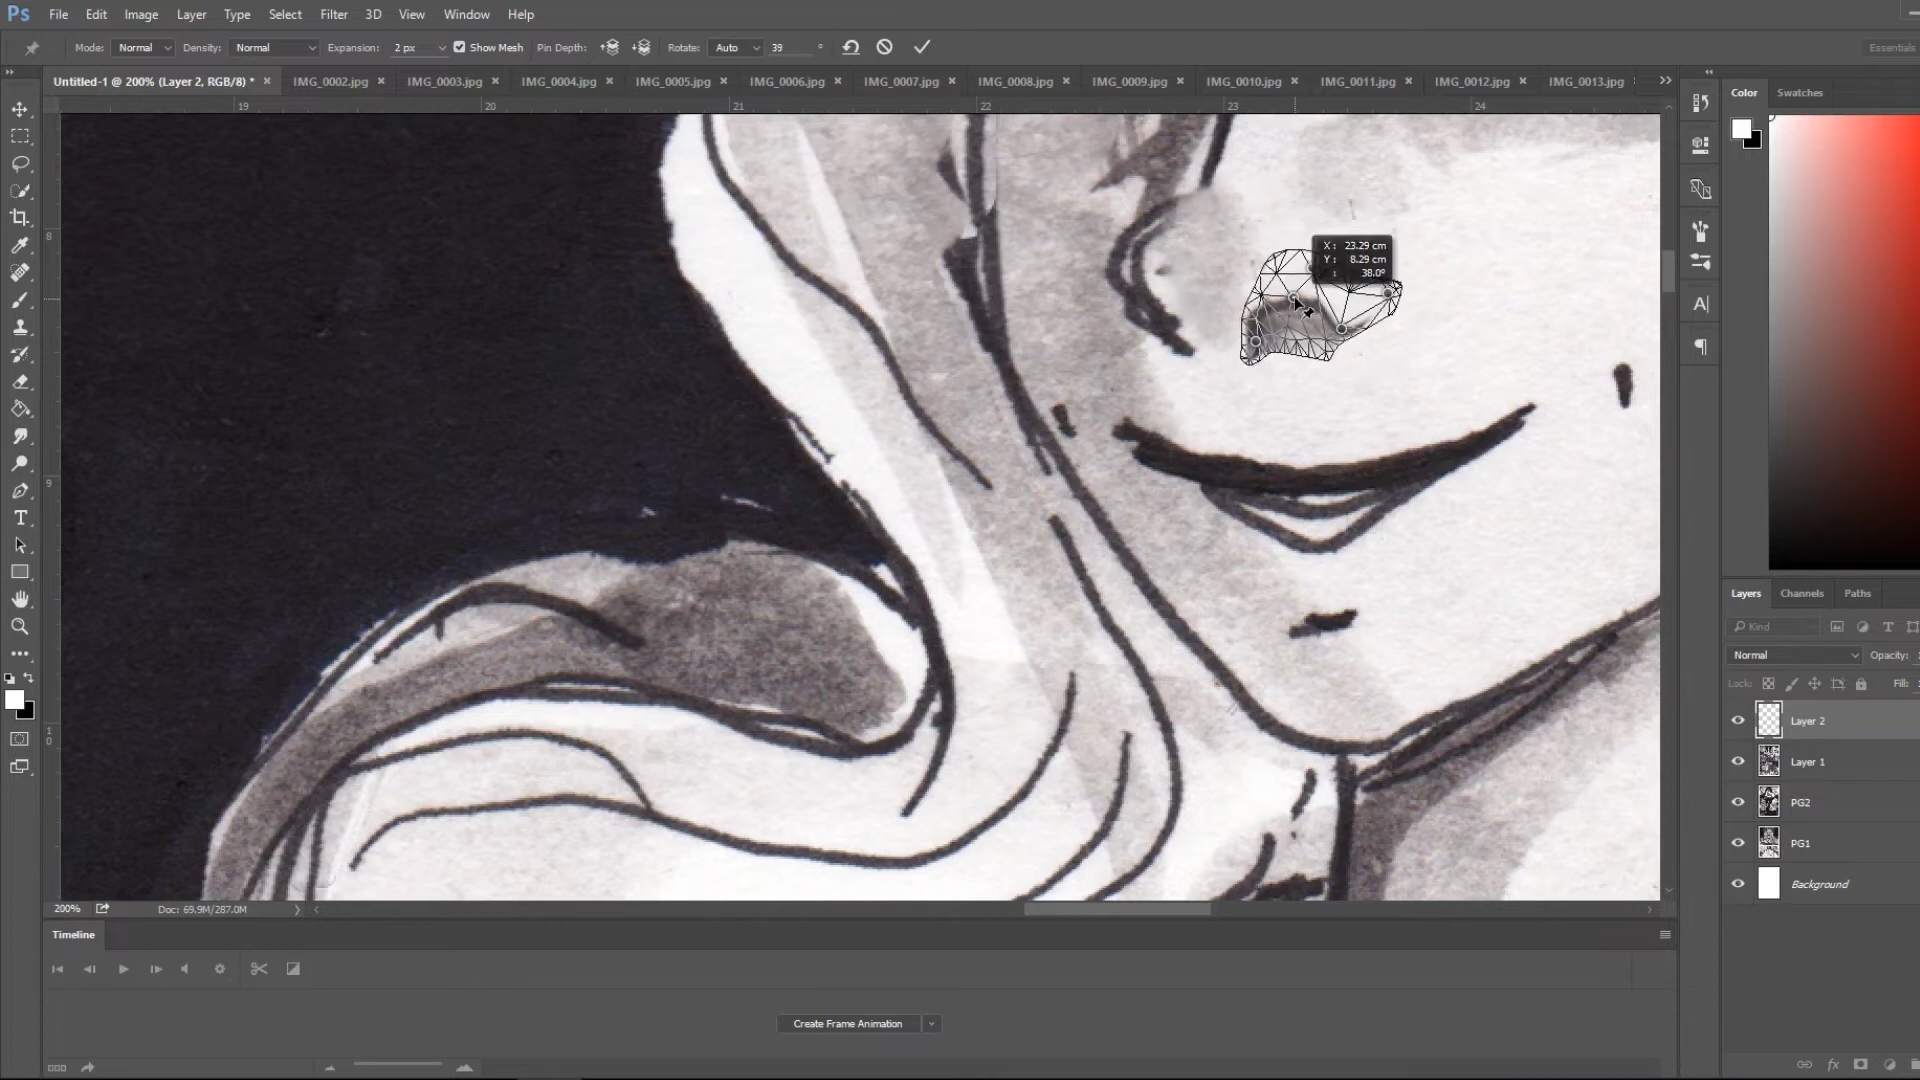 Ps File Edit Image Layer Type Select Filter 3D View Window Help
Mode: Normal Density: Normal Expansion: 2 px Show Mesh Pin Depth: Rotate: Auto 39 ° Essentials
Untitled-1 @ 200% (Layer 2, RGB/8) * × IMG_0002.jpg × IMG_0003.jpg × IMG_0004.jpg × IMG_0005.jpg × IMG_0006.jpg × IMG_0007.jpg × IMG_0008.jpg × IMG_0009.jpg × IMG_0010.jpg × IMG_0011.jpg × IMG_0012.jpg × IMG_0013.jpg
Color Swatches
19 20 21 22 23 24
8
9
10
X: 23.29 cm
Y: 8.29 cm
: 38.0°
Layers Channels Paths
Kind
Normal Opacity:
Lock: Fill:
Layer 2
Layer 1
PG2
PG1
Background
200% Doc: 69.9M/287.0M
Timeline
Create Frame Animation
fx